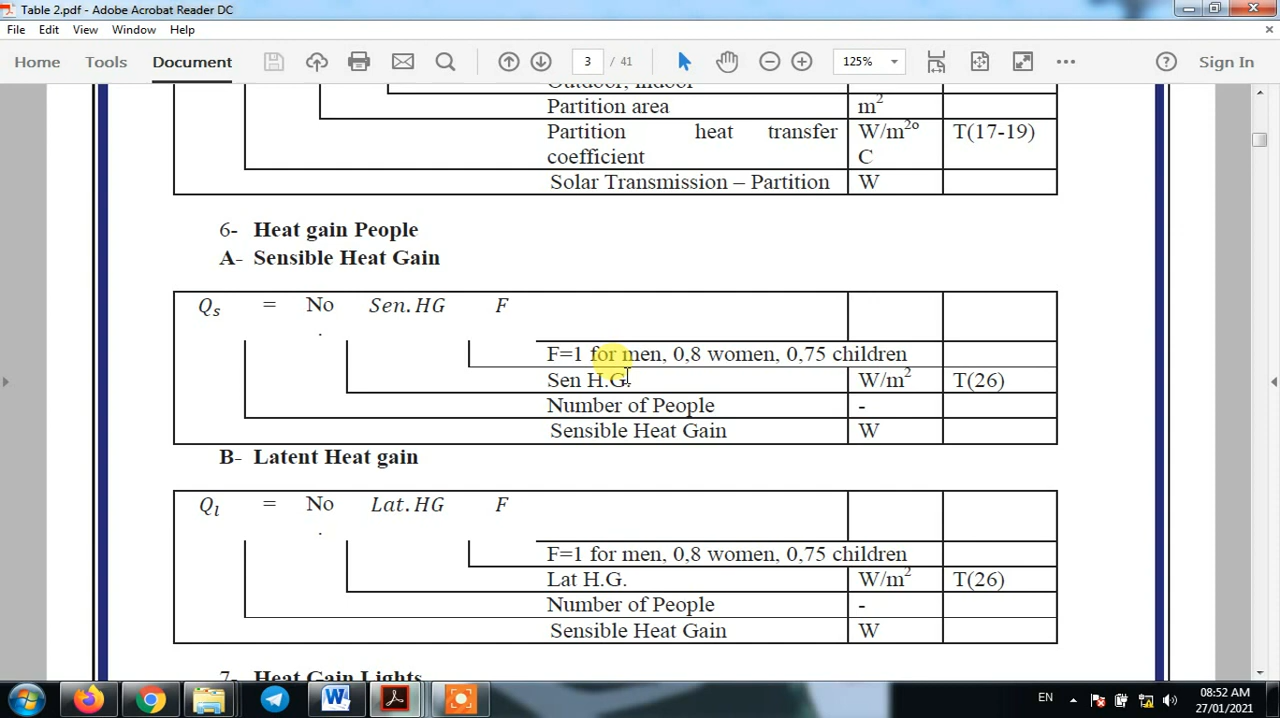 Table 2.pdf - Adobe Acrobat Reader DC
File Edit View Window Help
Home Tools Document 3 / 41 125% Sign In
Partition area m²
Partition heat transfer W/m²° T(17-19)
coefficient C
Solar Transmission – Partition W
6- Heat gain People
A- Sensible Heat Gain
Qₛ = No Sen.HG F
.
F=1 for men, 0,8 women, 0,75 children
Sen H.G. W/m² T(26)
Number of People -
Sensible Heat Gain W
B- Latent Heat gain
Qₗ = No Lat.HG F
.
F=1 for men, 0,8 women, 0,75 children
Lat H.G. W/m² T(26)
Number of People -
Sensible Heat Gain W
7- Heat Gain Lights
EN 08:52 AM
27/01/2021